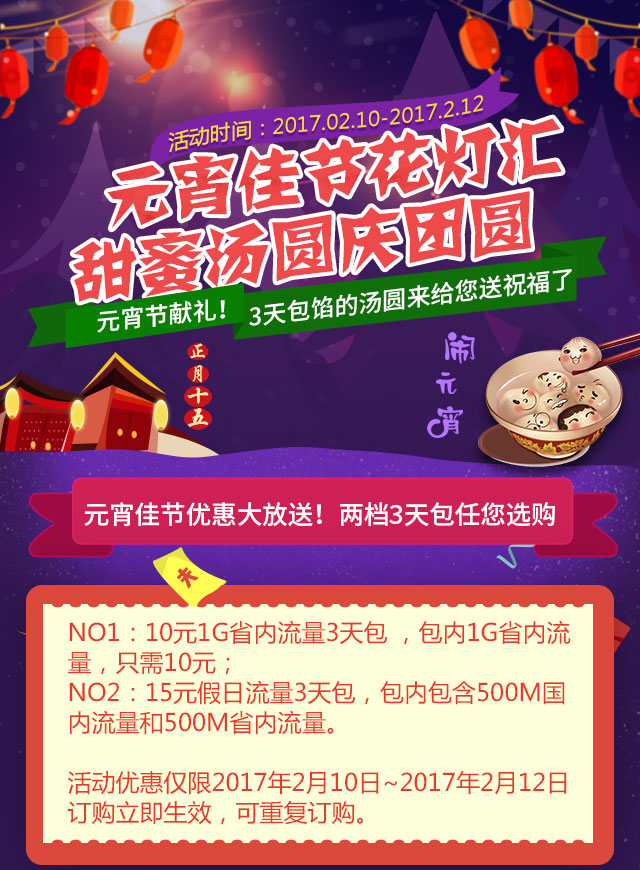 活动时间：2017.02.10-2017.2.12
元宵佳节花灯汇
甜蜜汤圆庆团圆
元宵节献礼！
3天包馅的汤圆来给您送祝福了
正月十五
闹元宵
元宵佳节优惠大放送！两档3天包任您选购
NO1：10元1G省内流量3天包 ，包内1G省内流
量，只需10元；
NO2：15元假日流量3天包，包内包含500M国
内流量和500M省内流量。
活动优惠仅限2017年2月10日~2017年2月12日
订购立即生效，可重复订购。